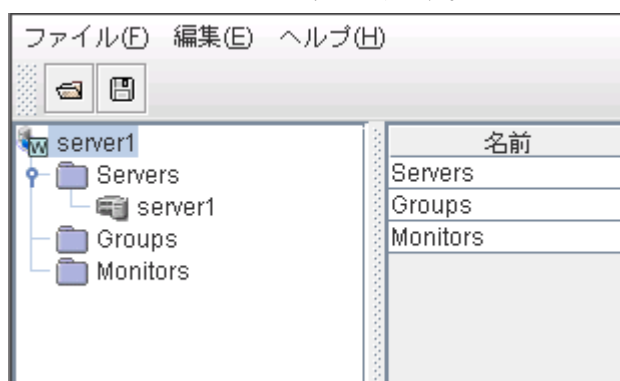 ファイル(F) 編集(E) ヘルプ(H)
server1
Servers
server1
Groups
Monitors
名前
Servers
Groups
Monitors